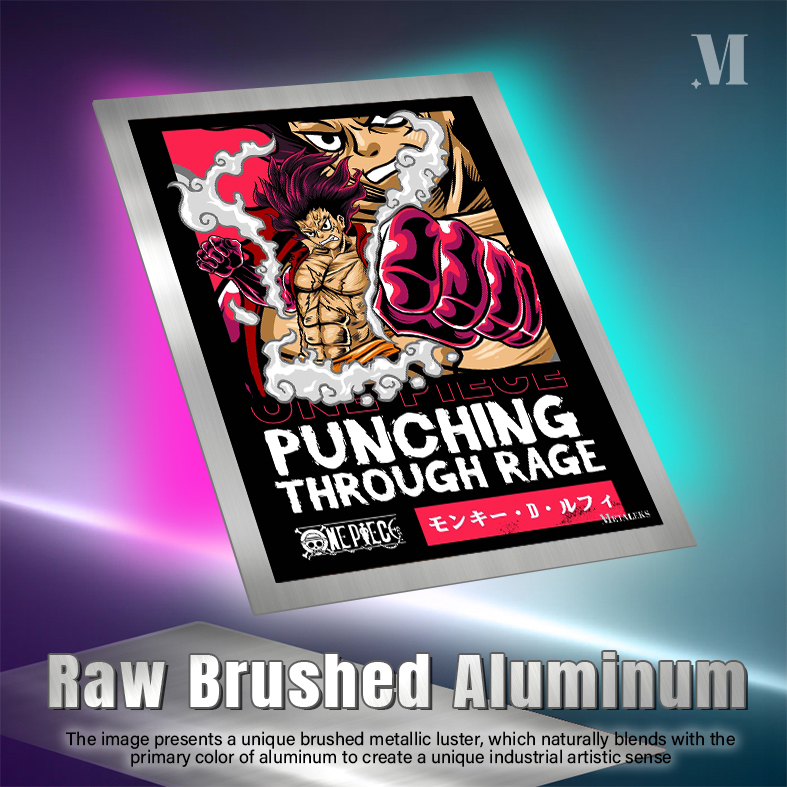 M
ONE PIECE
PUNCHING
THROUGH RAGE
ONE PIECE
モンキー・D・ルフィ
METALEKS
Raw Brushed Aluminum
The image presents a unique brushed metallic luster, which naturally blends with the
primary color of aluminum to create a unique industrial artistic sense